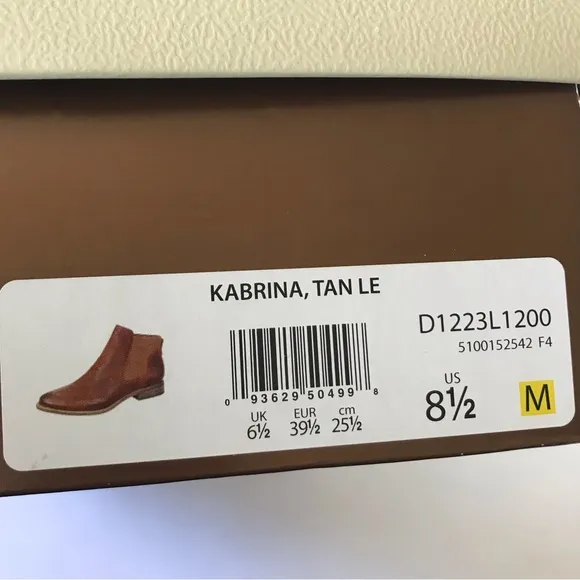 KABRINA, TAN LE
D1223L1200
5100152542 F4
0 93629 50499 8
UK EUR cm
6½ 39½ 25½
US
8½ M